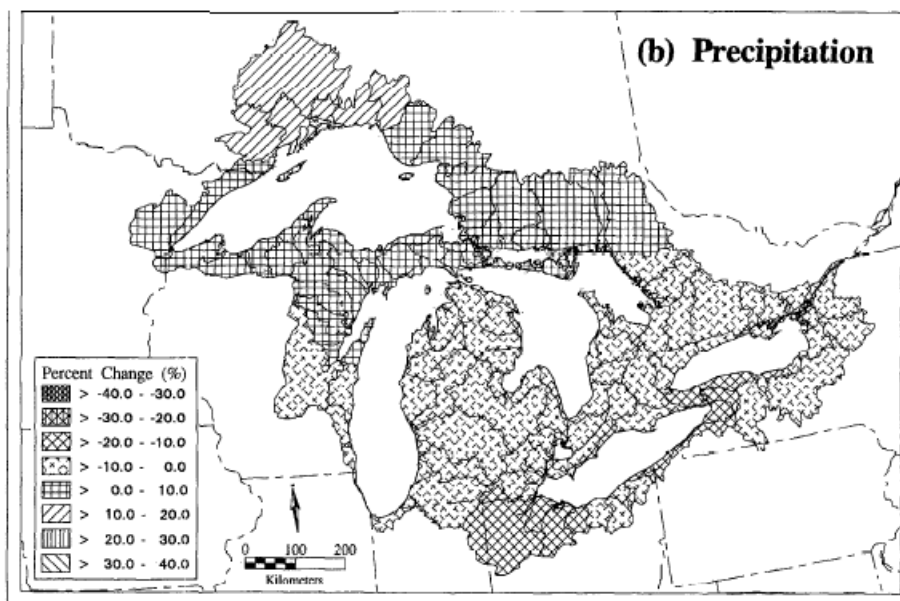 (b) Precipitation
Percent Change (%)
> -40.0 - -30.0
> -30.0 - -20.0
> -20.0 - -10.0
> -10.0 - 0.0
> 0.0 - 10.0
> 10.0 - 20.0
> 20.0 - 30.0
> 30.0 - 40.0
0 100 200
Kilometers